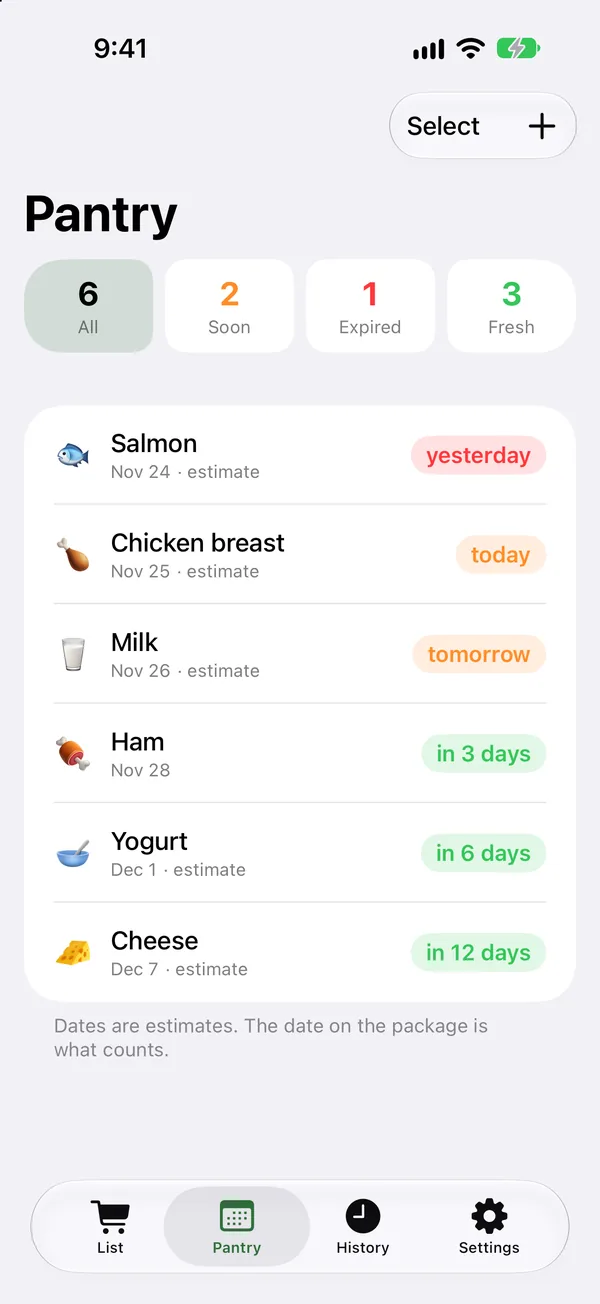 9:41
Select
Pantry
6
All
2
Soon
1
Expired
3
Fresh
Salmon
Nov 24 · estimate
yesterday
Chicken breast
Nov 25 · estimate
today
Milk
Nov 26 · estimate
tomorrow
Ham
Nov 28
in 3 days
Yogurt
Dec 1 · estimate
in 6 days
Cheese
Dec 7 · estimate
in 12 days
Dates are estimates. The date on the package is
what counts.
List
Pantry
History
Settings